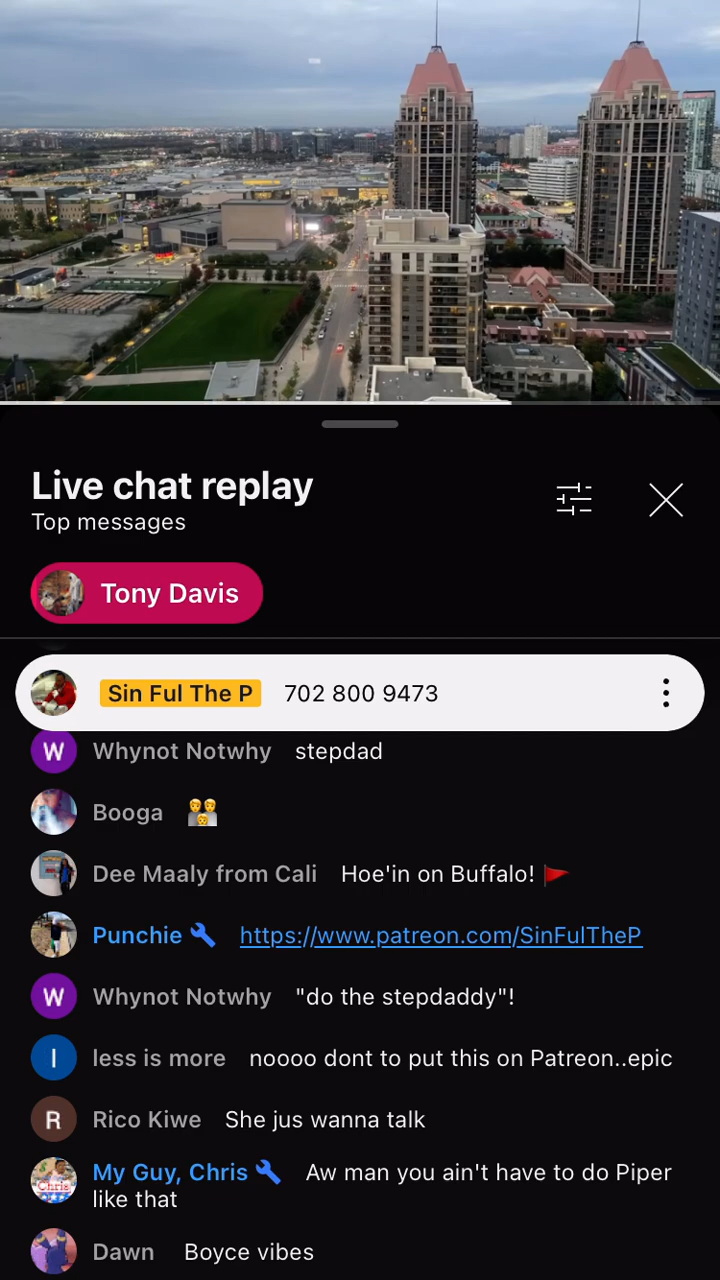 Live chat replay
Top messages
Tony Davis
Sin Ful The P 702 800 9473
W Whynot Notwhy stepdad
Booga
Dee Maaly from Cali Hoe'in on Buffalo!
Punchie https://www.patreon.com/SinFulTheP
W Whynot Notwhy "do the stepdaddy"!
l less is more noooo dont to put this on Patreon..epic
R Rico Kiwe She jus wanna talk
Chris My Guy, Chris Aw man you ain't have to do Piper
like that
Dawn Boyce vibes